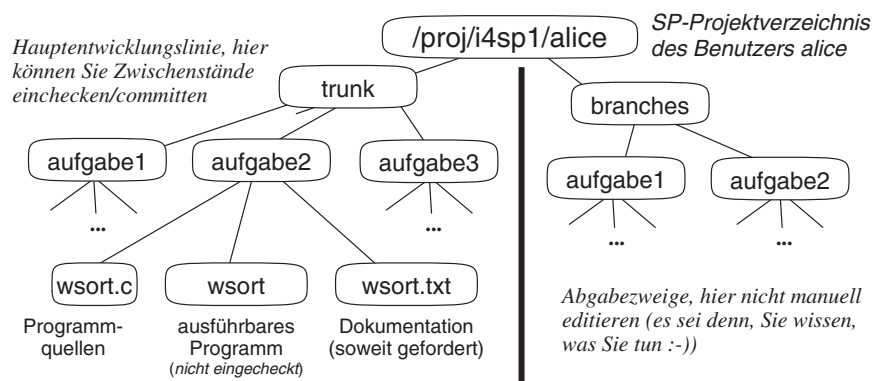 /proj/i4sp1/alice
SP-Projektverzeichnis
des Benutzers alice
Hauptentwicklungslinie, hier
können Sie Zwischenstände
einchecken/committen
trunk
branches
aufgabe1
aufgabe2
aufgabe3
aufgabe1
aufgabe2
...
...
...
...
wsort.c
wsort
wsort.txt
Programm-
quellen
ausführbares
Programm
(nicht eingecheckt)
Dokumentation
(soweit gefordert)
Abgabezweige, hier nicht manuell
editieren (es sei denn, Sie wissen,
was Sie tun :-))